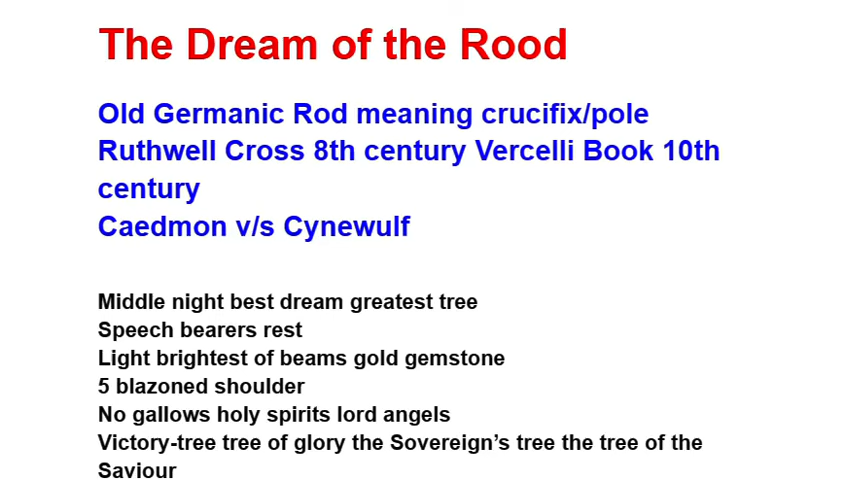 The Dream of the Rood
Old Germanic Rod meaning crucifix/pole
Ruthwell Cross 8th century Vercelli Book 10th
century
Caedmon v/s Cynewulf
Middle night best dream greatest tree
Speech bearers rest
Light brightest of beams gold gemstone
5 blazoned shoulder
No gallows holy spirits lord angels
Victory-tree tree of glory the Sovereign’s tree the tree of the
Saviour